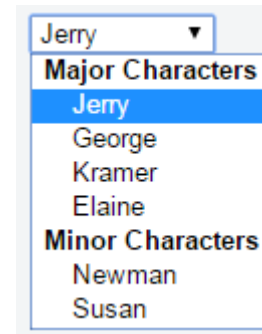 Jerry ▼
Major Characters
Jerry
George
Kramer
Elaine
Minor Characters
Newman
Susan